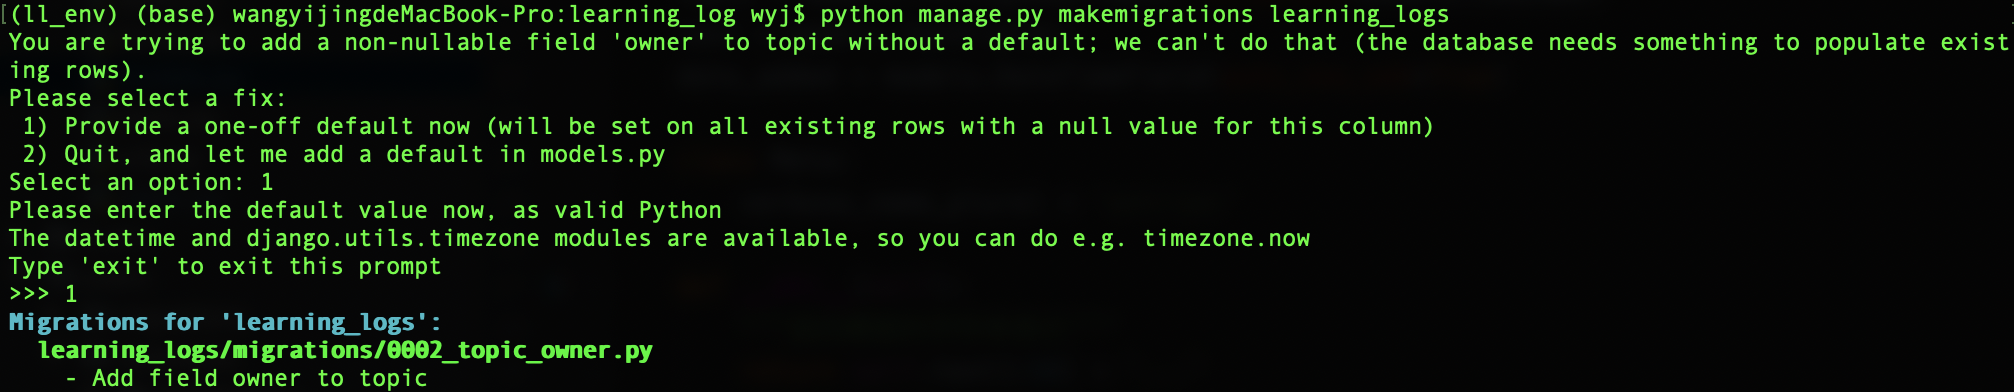 [(ll_env) (base) wangyijingdeMacBook-Pro:learning_log wyj$ python manage.py makemigrations learning_logs
You are trying to add a non-nullable field 'owner' to topic without a default; we can't do that (the database needs something to populate exist
ing rows).
Please select a fix:
 1) Provide a one-off default now (will be set on all existing rows with a null value for this column)
 2) Quit, and let me add a default in models.py
Select an option: 1
Please enter the default value now, as valid Python
The datetime and django.utils.timezone modules are available, so you can do e.g. timezone.now
Type 'exit' to exit this prompt
>>> 1
Migrations for 'learning_logs':
  learning_logs/migrations/0002_topic_owner.py
    - Add field owner to topic